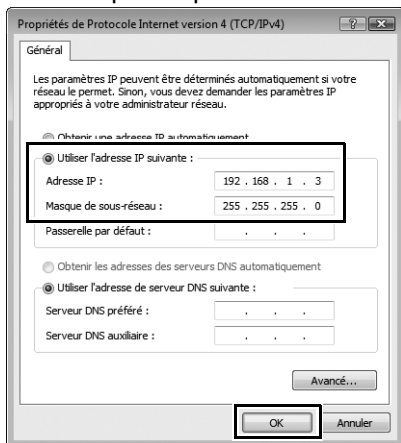 Propriétés de Protocole Internet version 4 (TCP/IPv4)
Général
Les paramètres IP peuvent être déterminés automatiquement si votre
réseau le permet. Sinon, vous devez demander les paramètres IP
appropriés à votre administrateur réseau.
Obtenir une adresse IP automatiquement
Utiliser l'adresse IP suivante :
Adresse IP : 192 . 168 . 1 . 3
Masque de sous-réseau : 255 . 255 . 255 . 0
Passerelle par défaut : . . .
Obtenir les adresses des serveurs DNS automatiquement
Utiliser l'adresse de serveur DNS suivante :
Serveur DNS préféré : . . .
Serveur DNS auxiliaire : . . .
Avancé...
OK Annuler